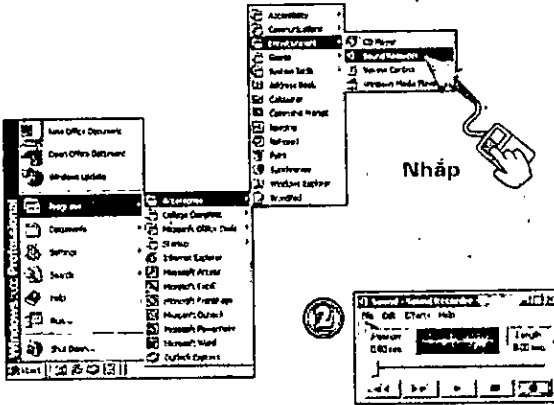 Accessibility
Communications
Entertainment
Games
System Tools
Address Book
Calculator
Command Prompt
Imaging
Notepad
Paint
Synchronize
Windows Explorer
WordPad
CD Player
Sound Recorder
Volume Control
Windows Media Player
Nhấp
New Office Document
Open Office Document
Windows Update
Programs
Documents
Settings
Search
Help
Run...
Shut Down...
Windows 2000 Professional
Start
Accessories
Microsoft Office Tools
Startup
Internet Explorer
Microsoft Access
Microsoft Excel
Microsoft FrontPage
Microsoft Outlook
Microsoft PowerPoint
Microsoft Word
Outlook Express
2
Sound - Sound Recorder
File Edit Effects Help
Position:
0.00 sec.
Length:
0.00 sec.